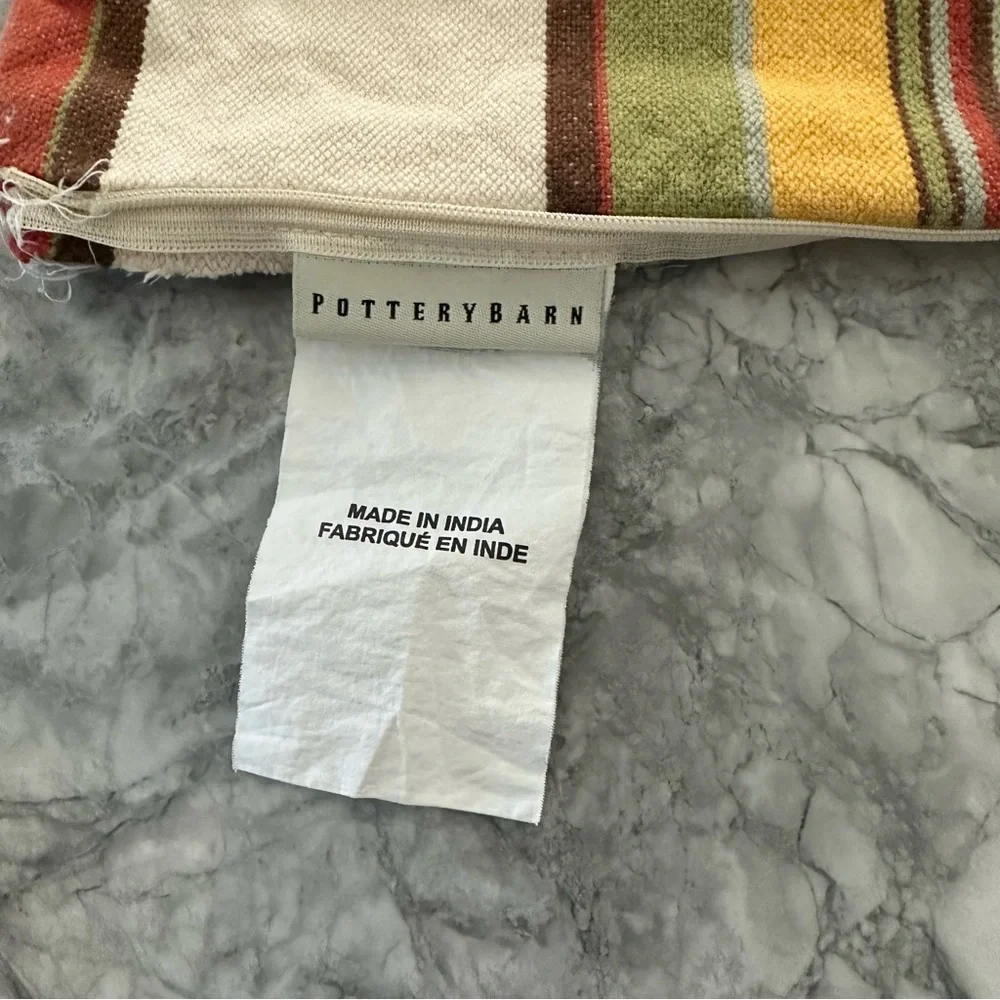 POTTERYBARN
MADE IN INDIA
FABRIQUÉ EN INDE